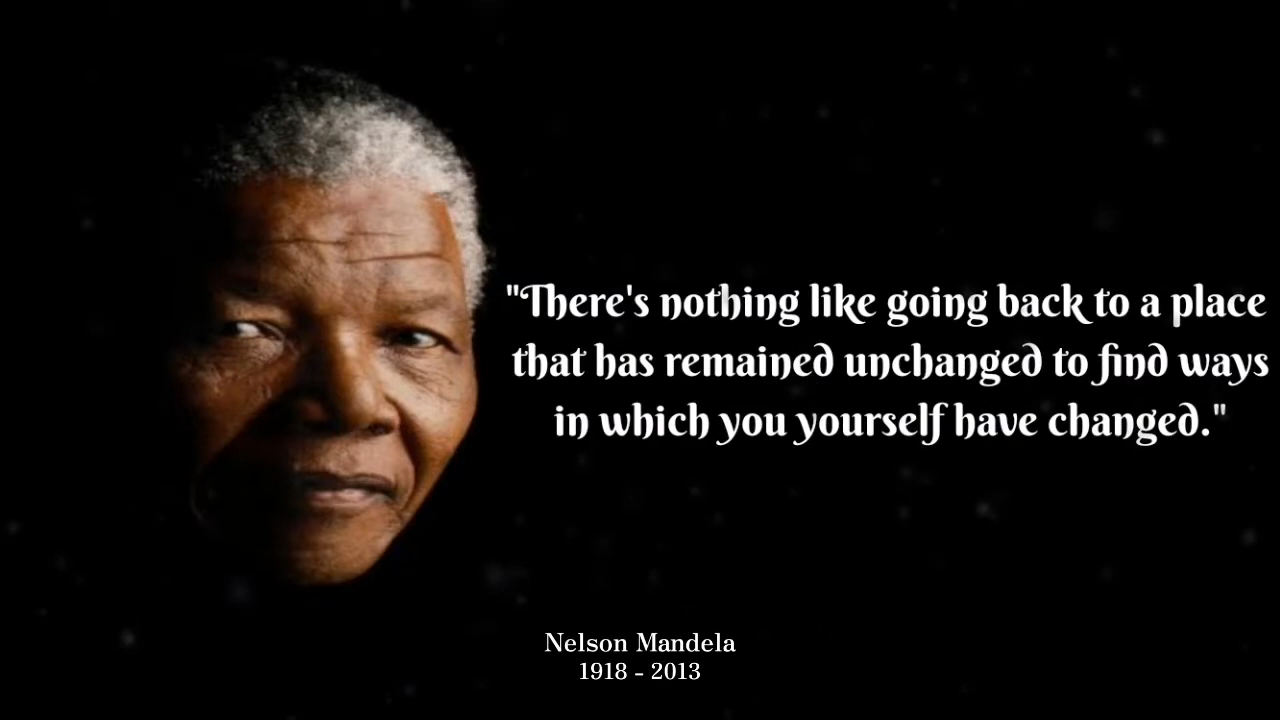 "There's nothing like going back to a place
that has remained unchanged to find ways
in which you yourself have changed."
Nelson Mandela
1918 - 2013